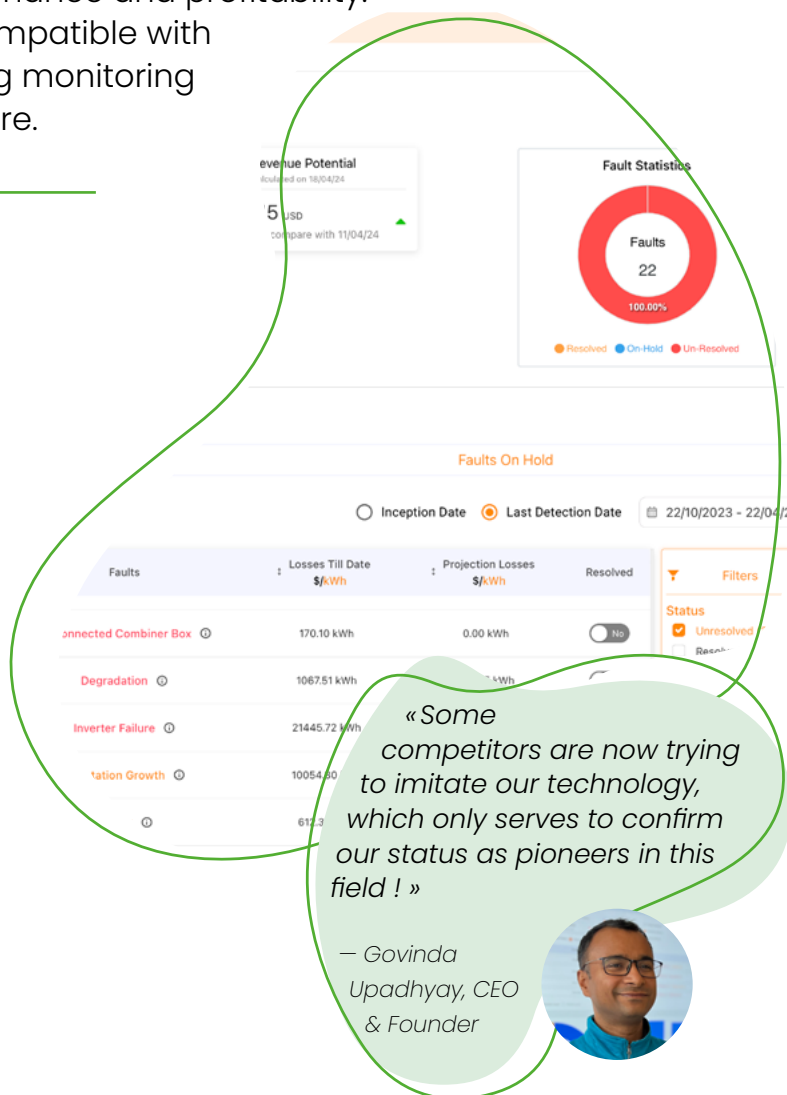 mpatible with
monitoring
re.
evenue Potential
on 18/04/24
5 USD
compare with 11/04/24
Fault Statistics
Faults
22
100.00%
Resolved On-Hold Un-Resolved
Faults On Hold
Inception Date Last Detection Date 22/10/2023 - 22/04/2
Faults Losses Till Date $/kWh Projection Losses $/kWh Resolved Filters
Status
onnected Combiner Box 170.10 kWh 0.00 kWh No Unresolved
Degradation 1067.51 kWh kWh
Inverter Failure 21445.72 kWh
tation Growth
«Some
competitors are now trying
to imitate our technology,
which only serves to confirm
our status as pioneers in this
field ! »
— Govinda
Upadhyay, CEO
& Founder